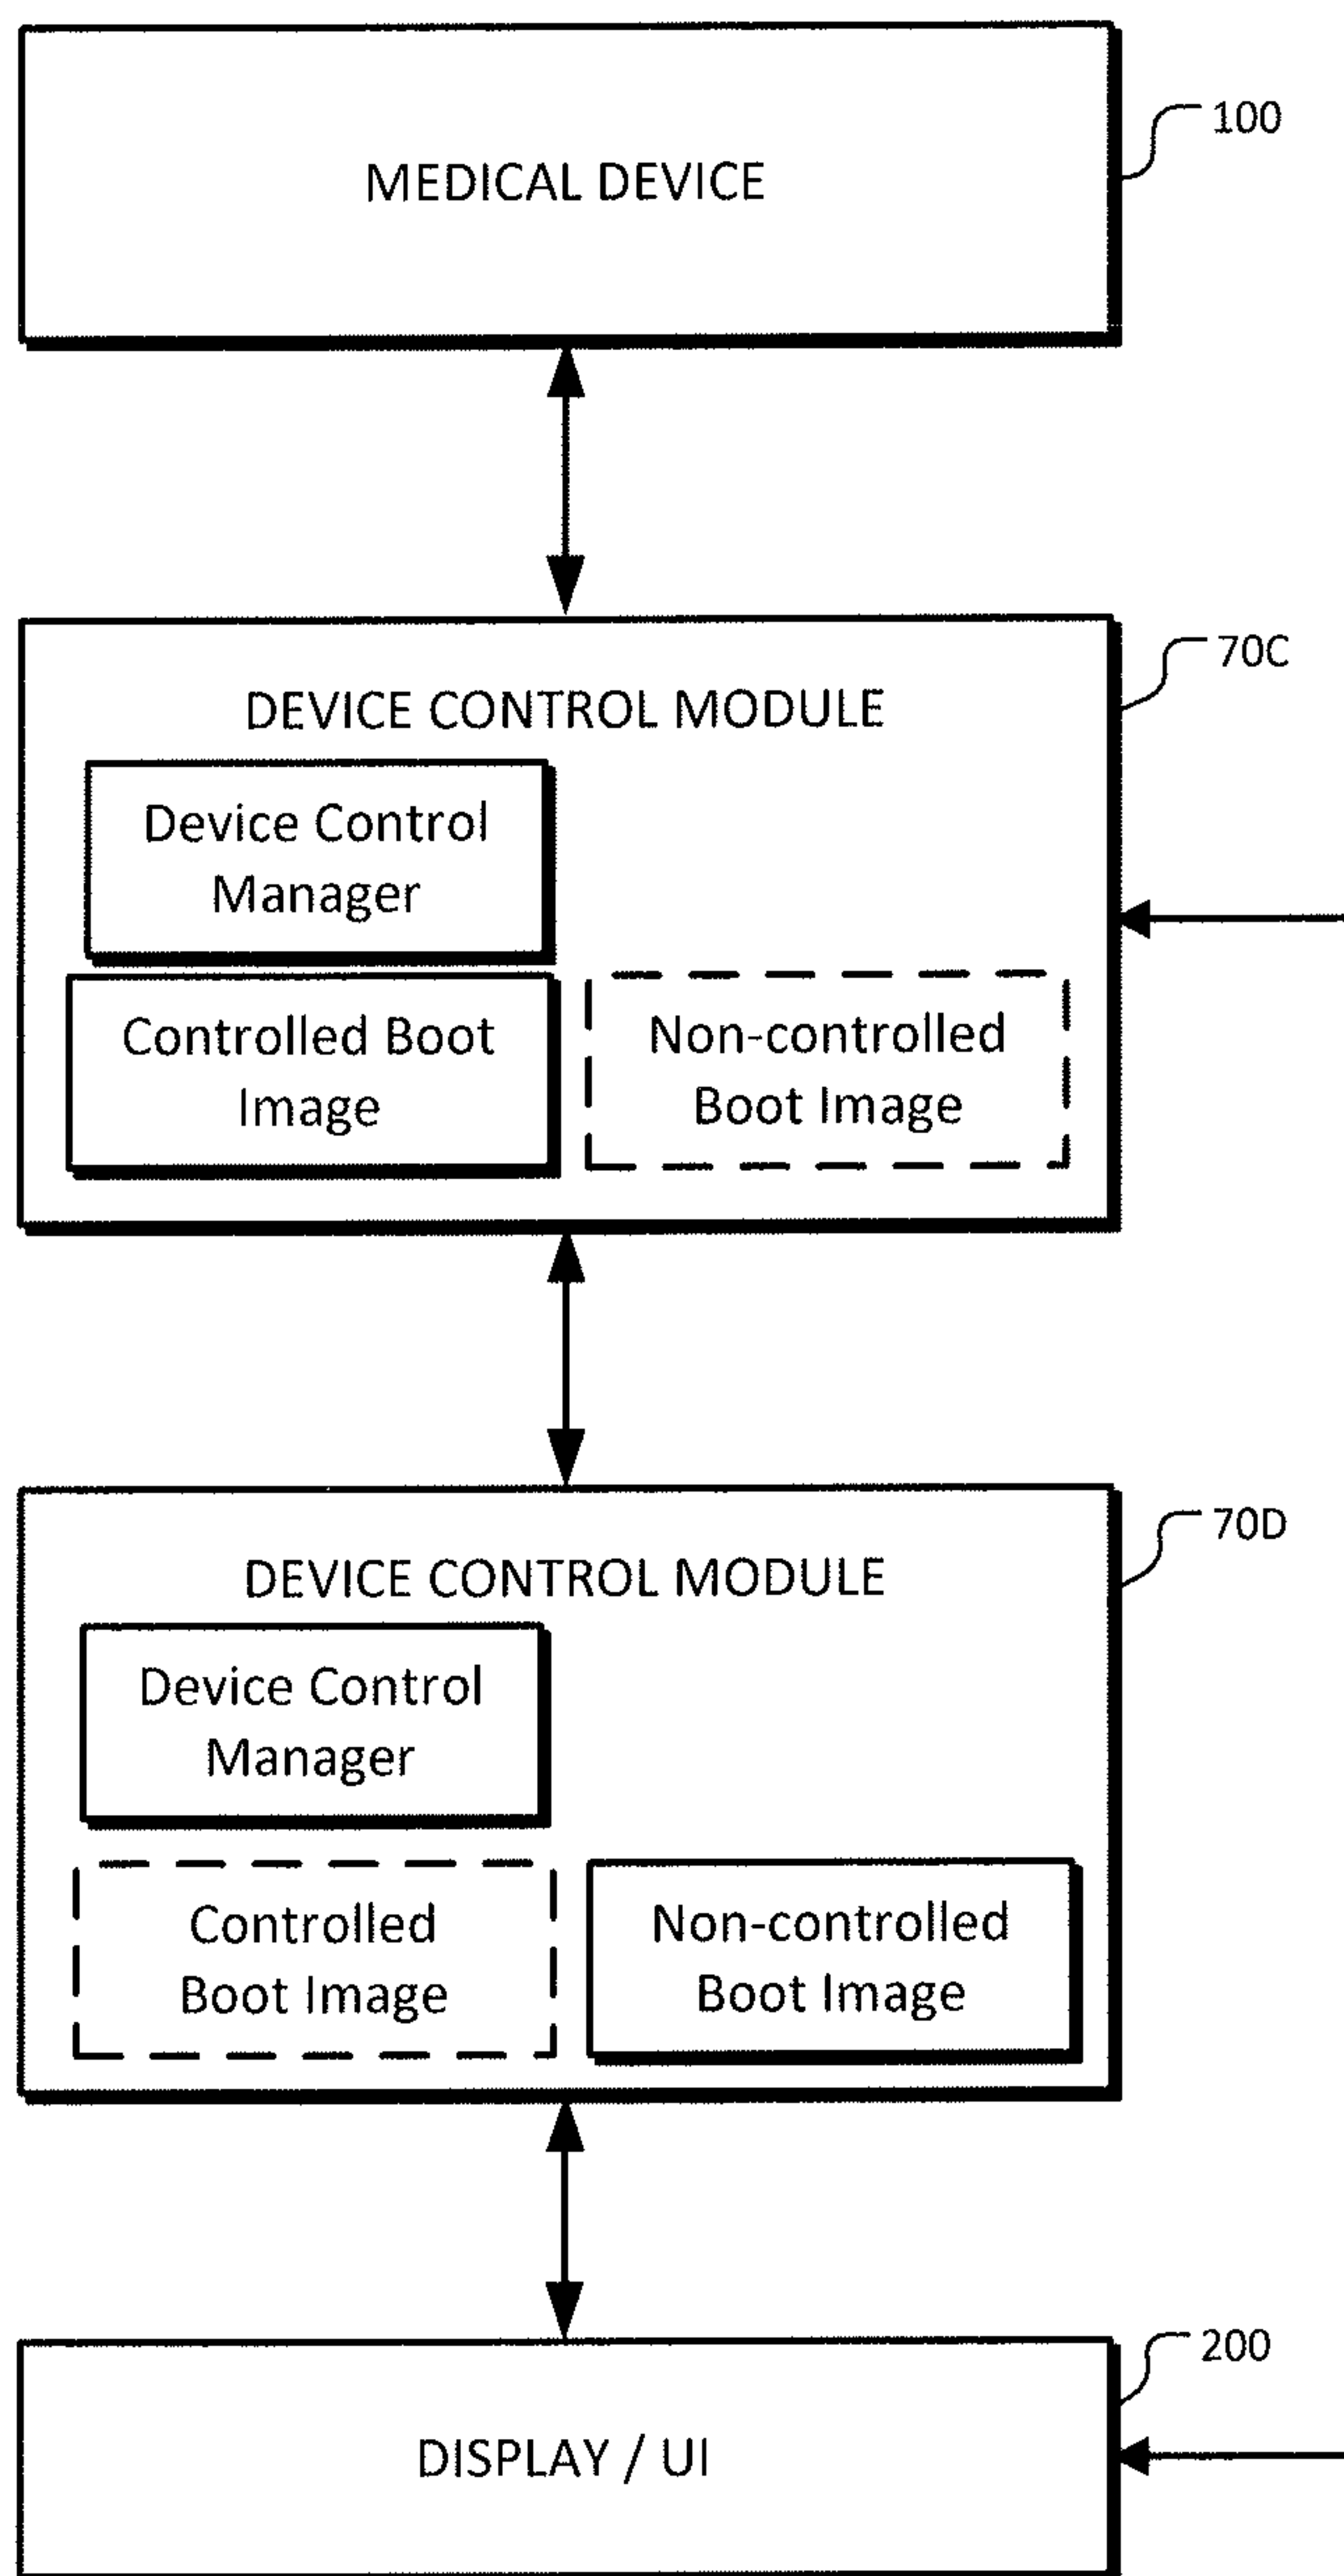 MEDICAL DEVICE
100
70C
DEVICE CONTROL MODULE
Device Control
Manager
Controlled Boot
Image
Non-controlled
Boot Image
70D
DEVICE CONTROL MODULE
Device Control
Manager
Controlled
Boot Image
Non-controlled
Boot Image
200
DISPLAY / UI